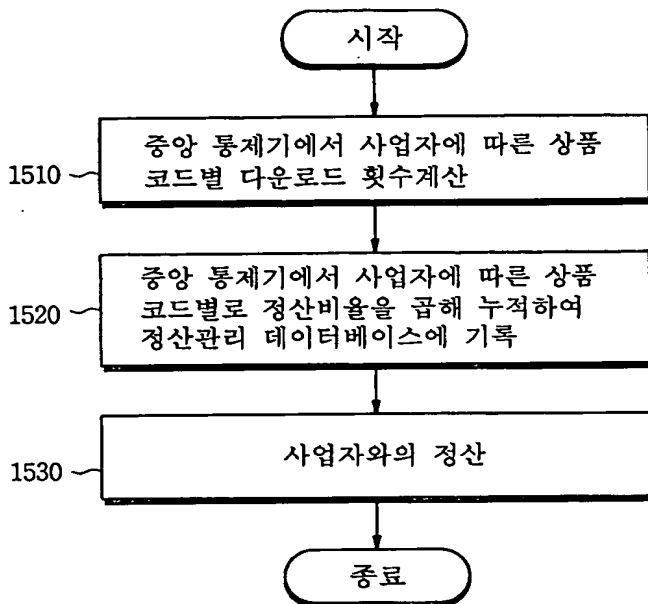 시작
중앙 통제기에서 사업자에 따른 상품
코드별 다운로드 횟수계산
1510
중앙 통제기에서 사업자에 따른 상품
코드별로 정산비율을 곱해 누적하여
정산관리 데이터베이스에 기록
1520
사업자와의 정산
1530
종료